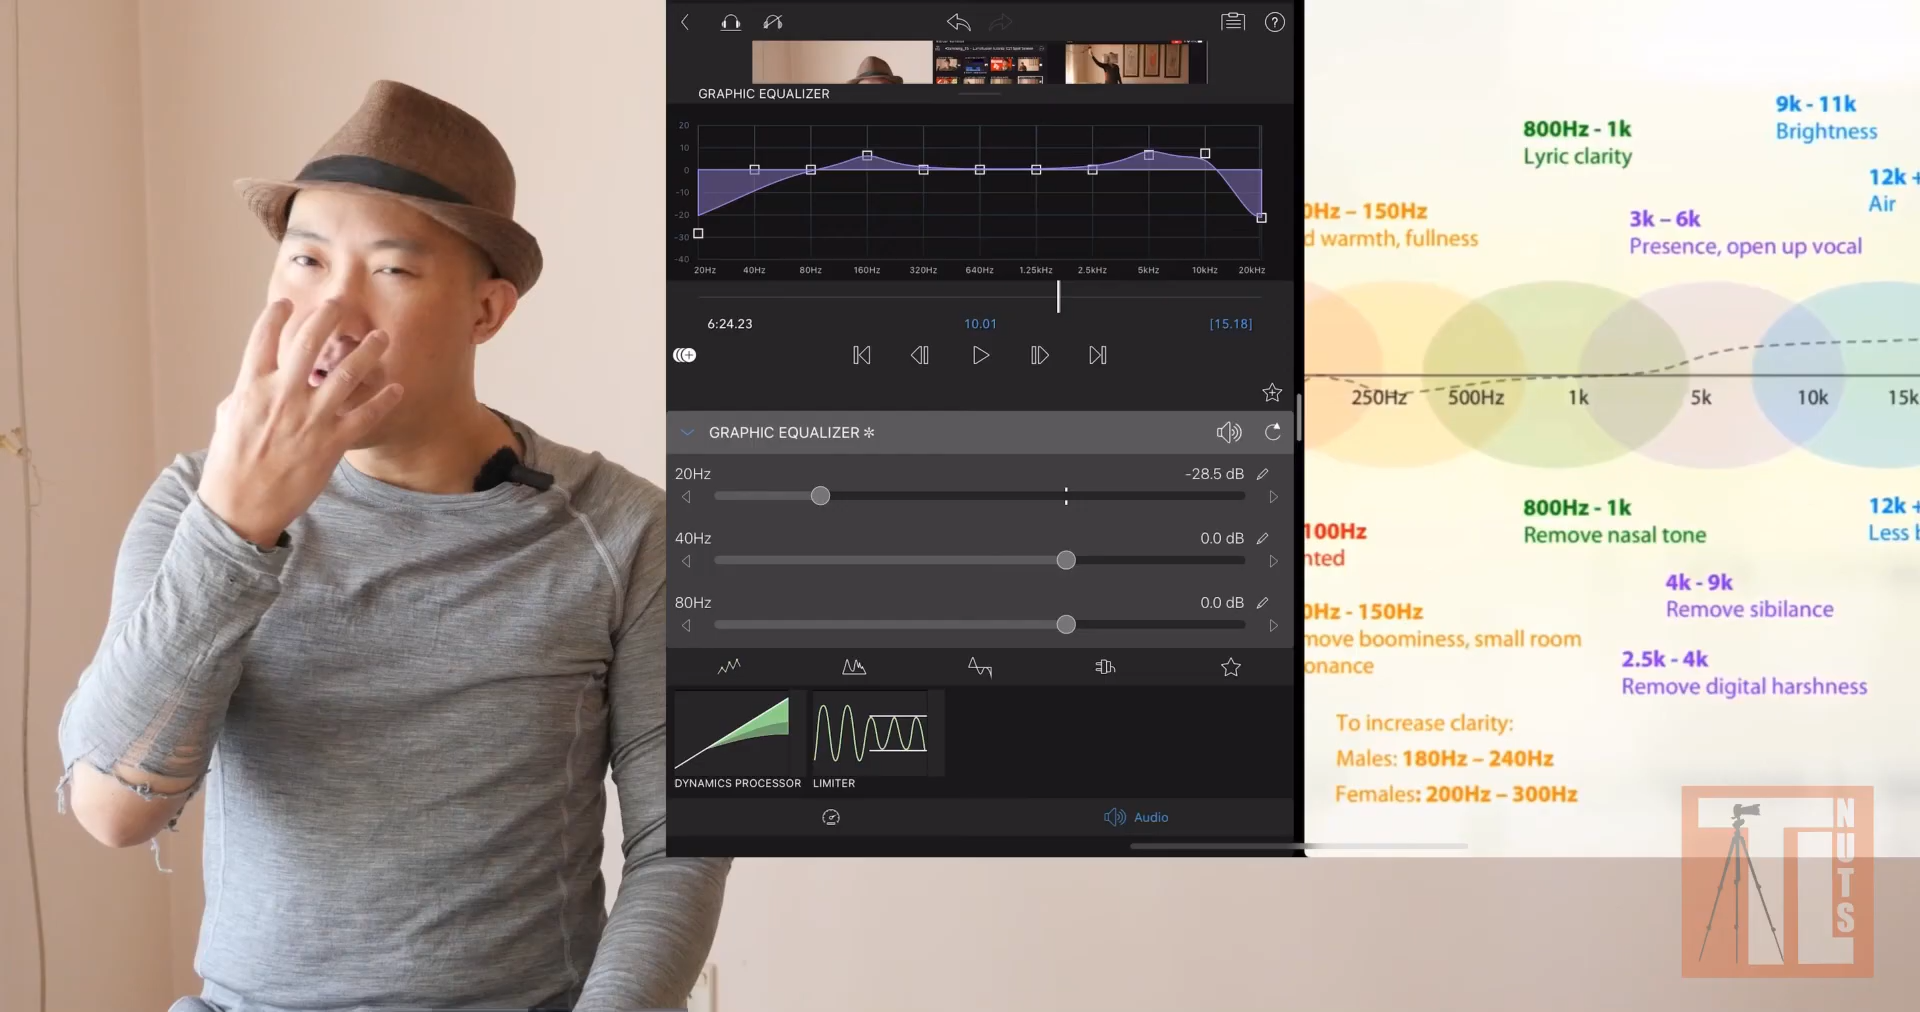 GRAPHIC EQUALIZER
20
10
0
-10
-20
-30
-40
20Hz 40Hz 80Hz 160Hz 320Hz 640Hz 1.25kHz 2.5kHz 5kHz 10kHz 20kHz
6:24.23 10.01 [15.18]
GRAPHIC EQUALIZER
20Hz -28.5 dB
40Hz 0.0 dB
80Hz 0.0 dB
DYNAMICS PROCESSOR LIMITER
Audio
9k - 11k
Brightness
800Hz - 1k
Lyric clarity
12k +
Air
0Hz – 150Hz
d warmth, fullness
3k – 6k
Presence, open up vocal
250Hz 500Hz 1k 5k 10k 15k
800Hz - 1k
Remove nasal tone
12k +
Less b
100Hz
nted
4k - 9k
Remove sibilance
0Hz - 150Hz
move boominess, small room
onance
2.5k - 4k
Remove digital harshness
To increase clarity:
Males: 180Hz – 240Hz
Females: 200Hz – 300Hz
NUTS